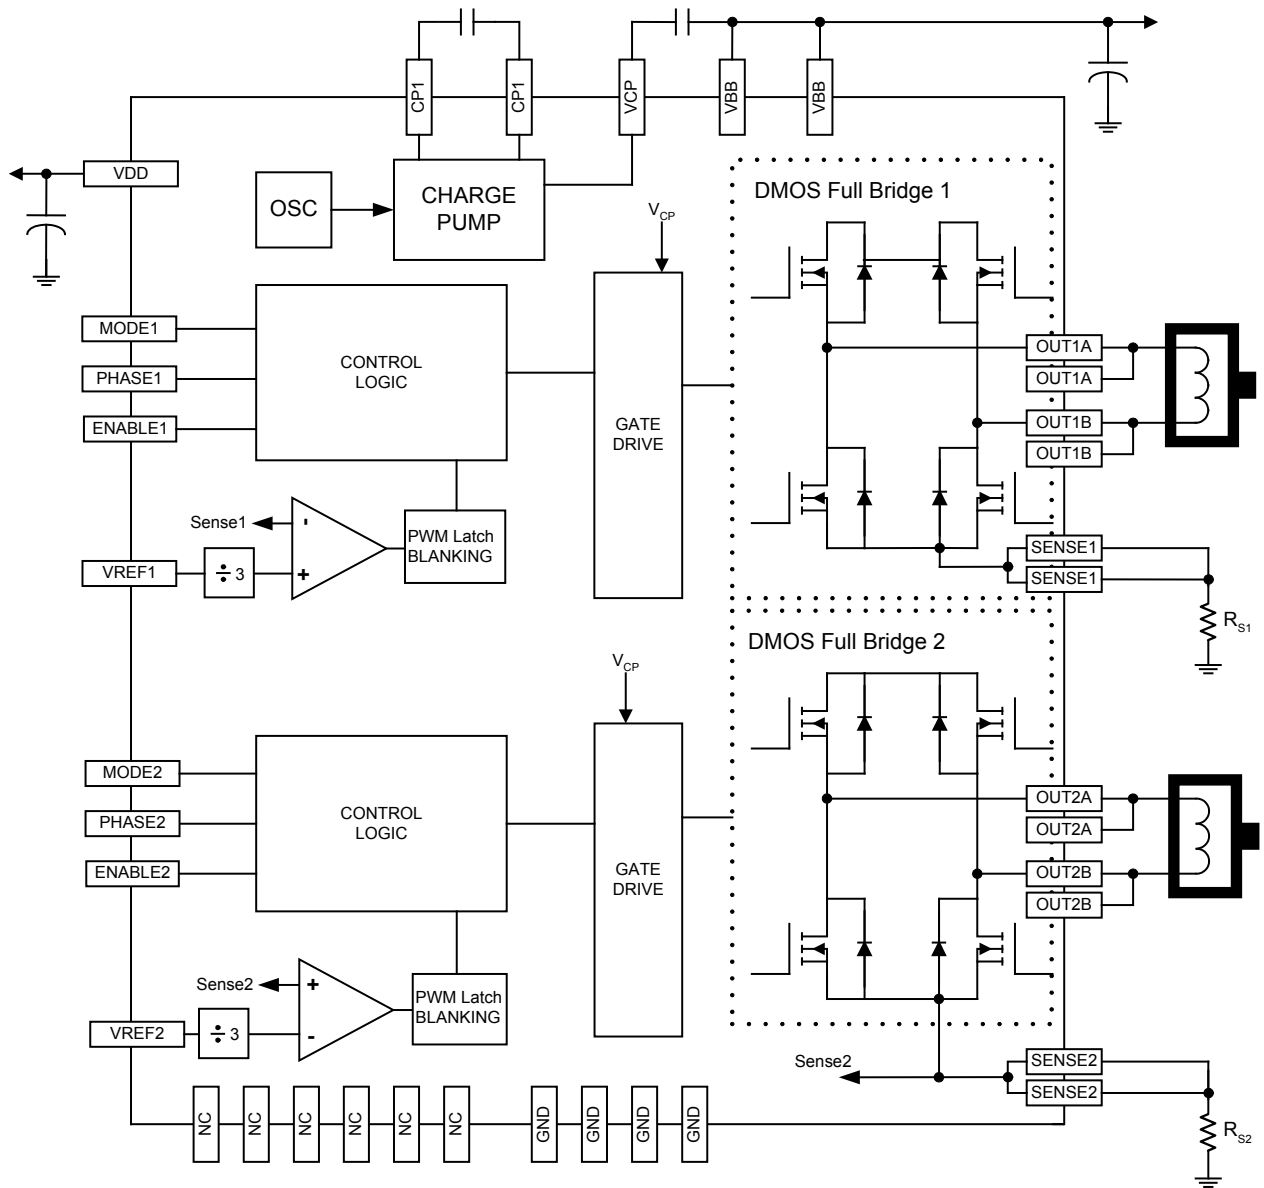 CP1
CP1
VCP
VBB
VBB
VDD
OSC
CHARGE
PUMP
DMOS Full Bridge 1
VCP
MODE1
PHASE1
ENABLE1
CONTROL
LOGIC
GATE
DRIVE
OUT1A
OUT1A
OUT1B
OUT1B
Sense1
-
+
PWM Latch
BLANKING
VREF1
÷ 3
SENSE1
SENSE1
RS1
DMOS Full Bridge 2
VCP
MODE2
PHASE2
ENABLE2
CONTROL
LOGIC
GATE
DRIVE
OUT2A
OUT2A
OUT2B
OUT2B
Sense2
+
-
PWM Latch
BLANKING
VREF2
÷ 3
Sense2
SENSE2
SENSE2
RS2
NC
NC
NC
NC
NC
NC
GND
GND
GND
GND